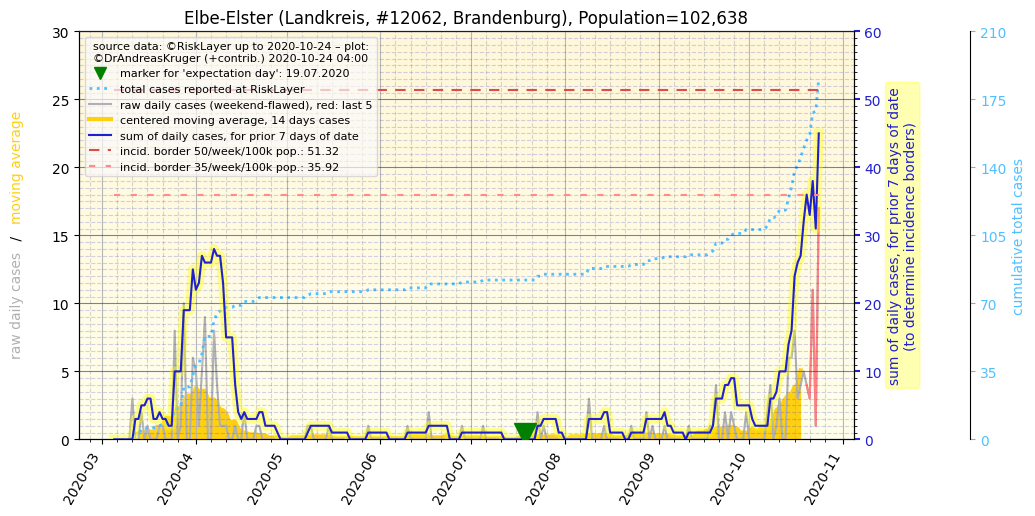 Elbe-Elster (Landkreis, #12062, Brandenburg), Population=102,638
source data: ©RiskLayer up to 2020-10-24 – plot:
©DrAndreasKruger (+contrib.) 2020-10-24 04:00
marker for 'expectation day': 19.07.2020
total cases reported at RiskLayer
raw daily cases (weekend-flawed), red: last 5
centered moving average, 14 days cases
sum of daily cases, for prior 7 days of date
incid. border 50/week/100k pop.: 51.32
incid. border 35/week/100k pop.: 35.92
raw daily cases / moving average
30
25
20
15
10
5
0
2020-03
2020-04
2020-05
2020-06
2020-07
2020-08
2020-09
2020-10
2020-11
60
50
40
30
20
10
0
sum of daily cases, for prior 7 days of date
(to determine incidence borders)
210
175
140
105
70
35
0
cumulative total cases